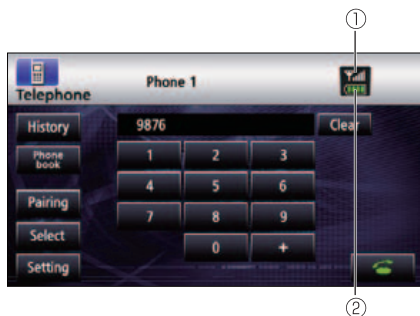 ①
Telephone
Phone 1
History
9876
Clear
Phone book
1 2 3
4 5 6
Pairing
7 8 9
Select
0 +
Setting
②